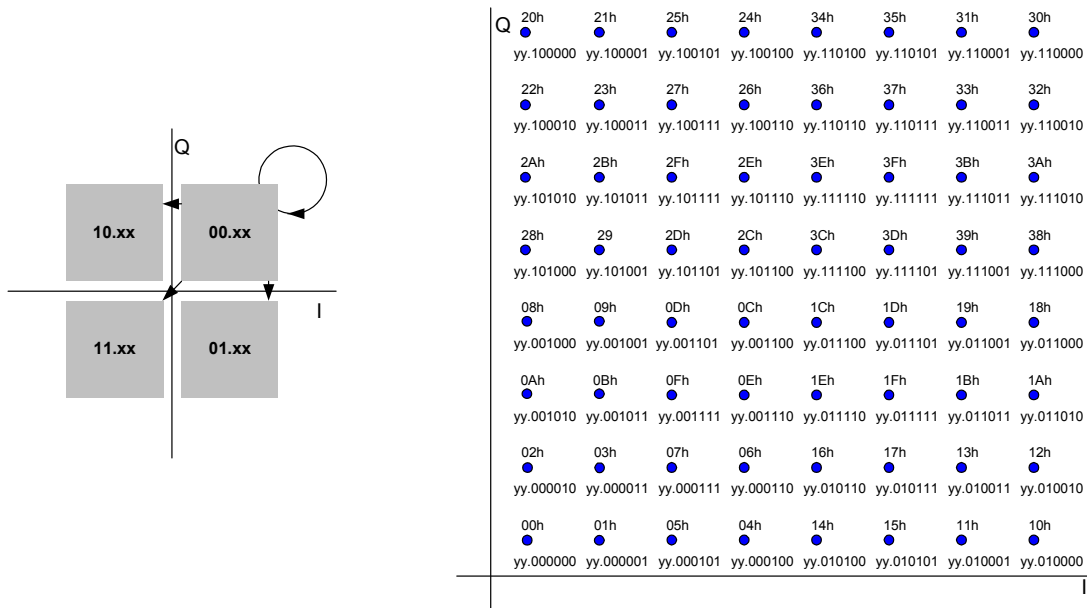 Q
10.xx 00.xx
I
11.xx 01.xx
Q
20h 21h 25h 24h 34h 35h 31h 30h
yy.100000 yy.100001 yy.100101 yy.100100 yy.110100 yy.110101 yy.110001 yy.110000
22h 23h 27h 26h 36h 37h 33h 32h
yy.100010 yy.100011 yy.100111 yy.100110 yy.110110 yy.110111 yy.110011 yy.110010
2Ah 2Bh 2Fh 2Eh 3Eh 3Fh 3Bh 3Ah
yy.101010 yy.101011 yy.101111 yy.101110 yy.111110 yy.111111 yy.111011 yy.111010
28h 29 2Dh 2Ch 3Ch 3Dh 39h 38h
yy.101000 yy.101001 yy.101101 yy.101100 yy.111100 yy.111101 yy.111001 yy.111000
08h 09h 0Dh 0Ch 1Ch 1Dh 19h 18h
yy.001000 yy.001001 yy.001101 yy.001100 yy.011100 yy.011101 yy.011001 yy.011000
0Ah 0Bh 0Fh 0Eh 1Eh 1Fh 1Bh 1Ah
yy.001010 yy.001011 yy.001111 yy.001110 yy.011110 yy.011111 yy.011011 yy.011010
02h 03h 07h 06h 16h 17h 13h 12h
yy.000010 yy.000011 yy.000111 yy.000110 yy.010110 yy.010111 yy.010011 yy.010010
00h 01h 05h 04h 14h 15h 11h 10h
yy.000000 yy.000001 yy.000101 yy.000100 yy.010100 yy.010101 yy.010001 yy.010000
I